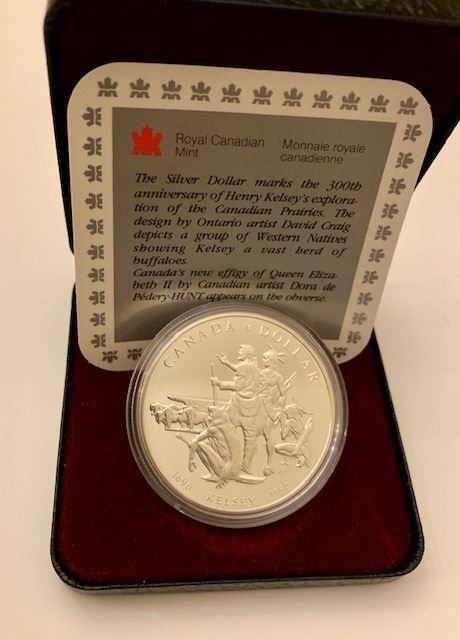 Royal Canadian
Mint
Monnaie royale
canadienne
The Silver Dollar marks the 300th
anniversary of Henry Kelsey's explora-
tion of the Canadian Prairies. The
design by Ontario artist David Craig
depicts a group of Western Natives
showing Kelsey a vast herd of
buffaloes.
Canada's new effigy of Queen Eliza-
beth II by Canadian artist Dora de
Pédery-HUNT appears on the obverse.
CANADA DOLLAR
1690 KELSEY 1990